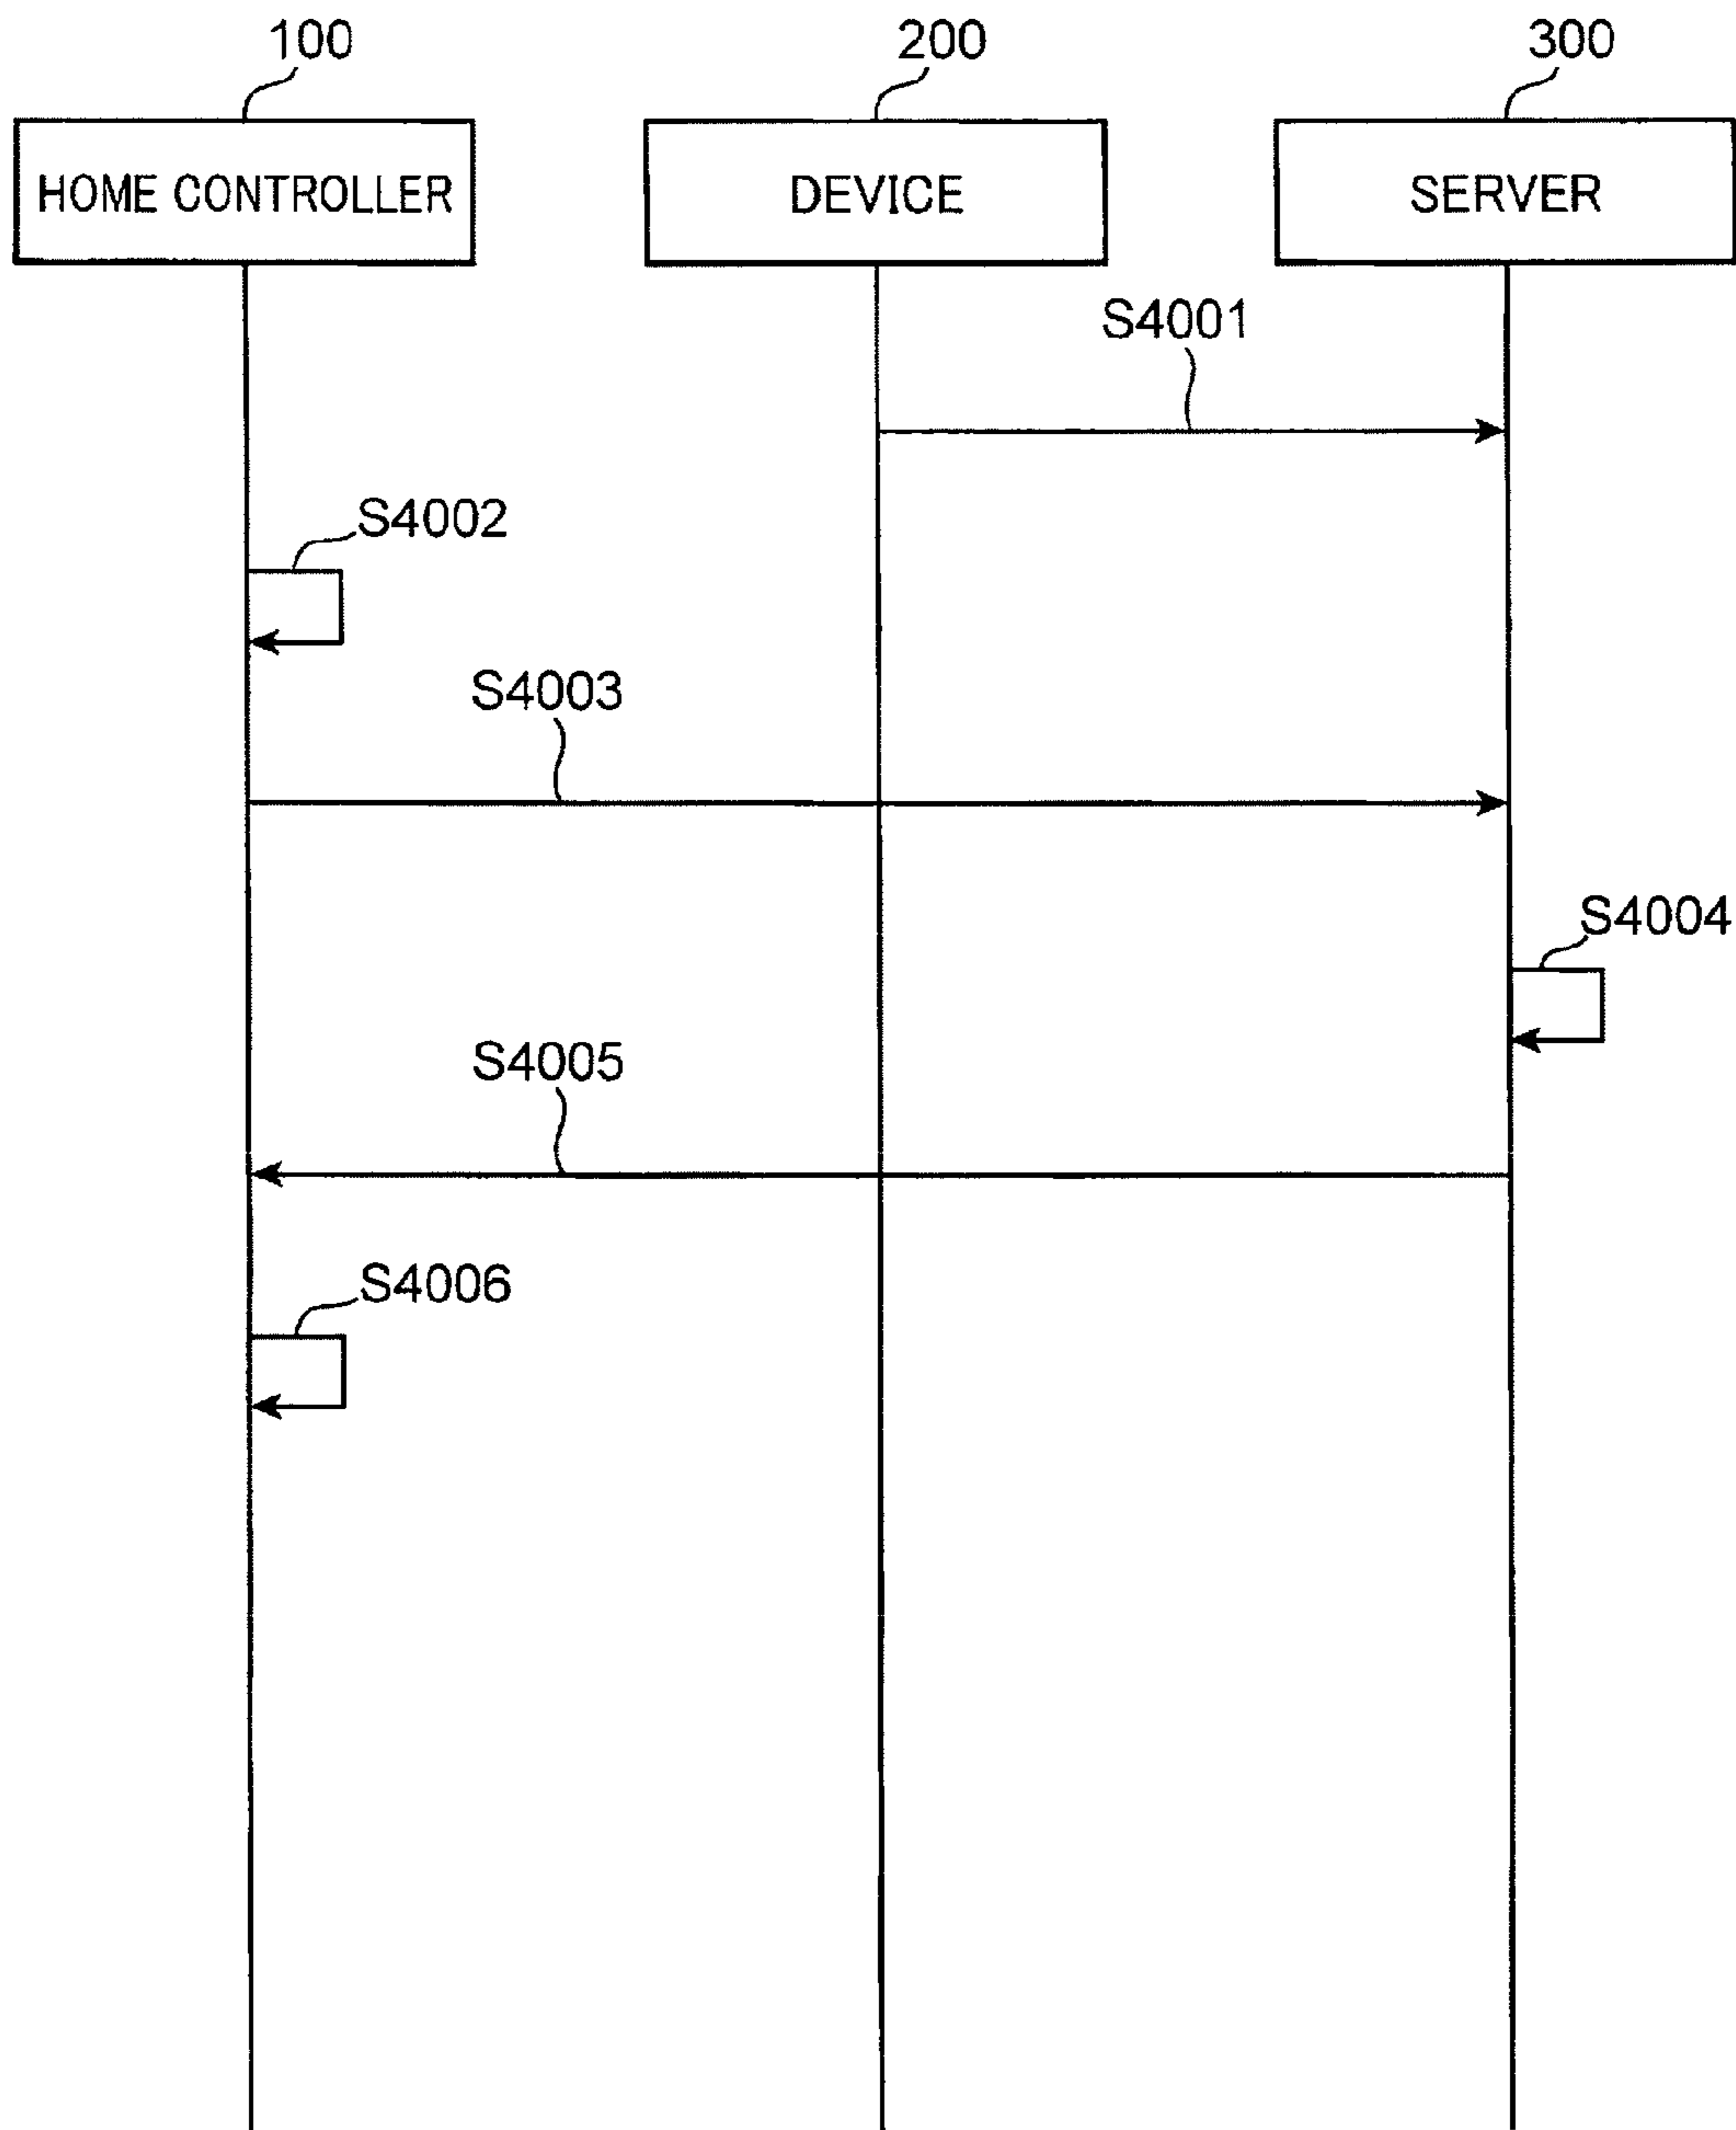 100
200
300
HOME CONTROLLER
DEVICE
SERVER
S4001
S4002
S4003
S4004
S4005
S4006